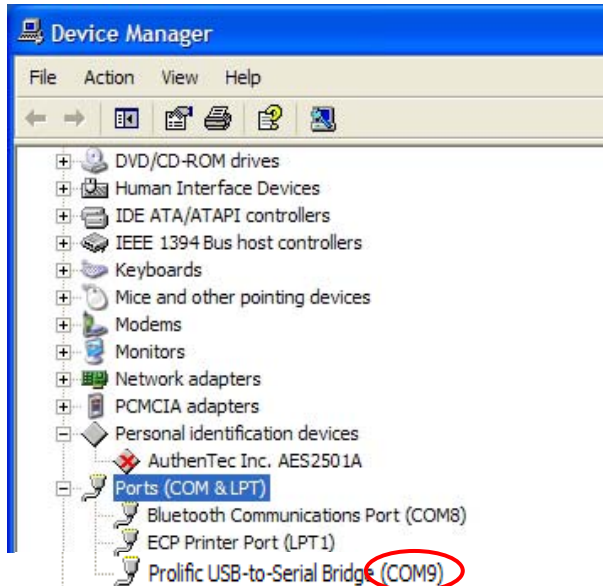 Device Manager
File Action View Help
DVD/CD-ROM drives
Human Interface Devices
IDE ATA/ATAPI controllers
IEEE 1394 Bus host controllers
Keyboards
Mice and other pointing devices
Modems
Monitors
Network adapters
PCMCIA adapters
Personal identification devices
AuthenTec Inc. AES2501A
Ports (COM & LPT)
Bluetooth Communications Port (COM8)
ECP Printer Port (LPT1)
Prolific USB-to-Serial Bridge (COM9)